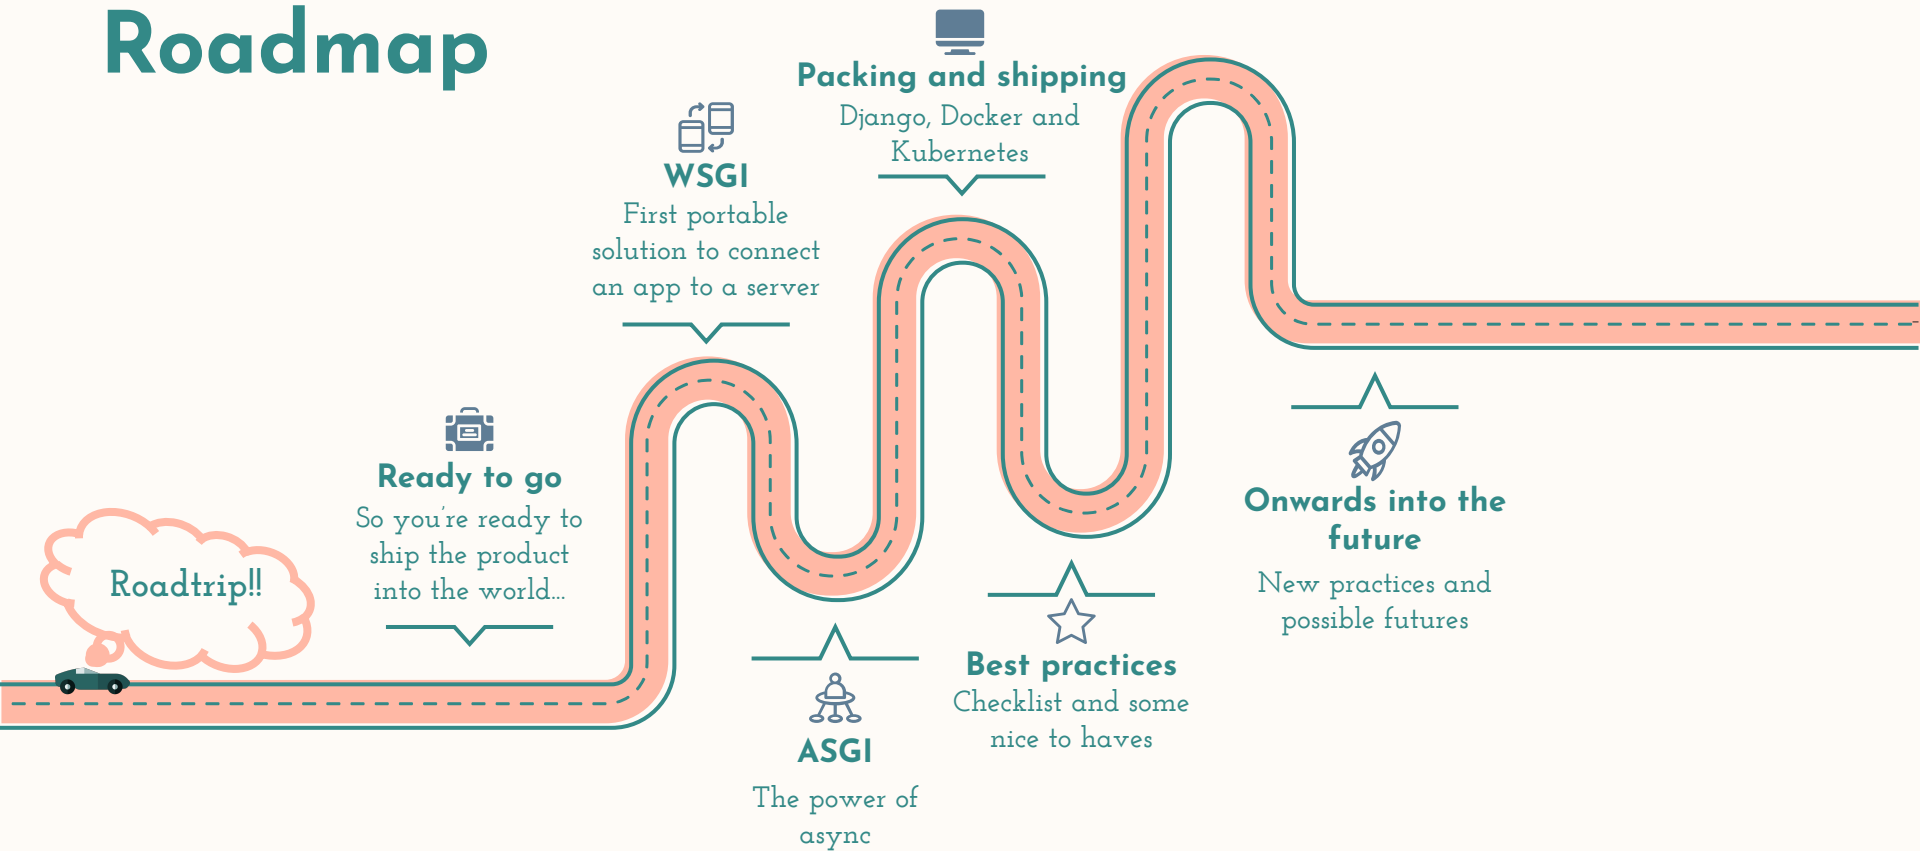 Roadmap
Roadtrip!!
Ready to go
So you're ready to
ship the product
into the world...
WSGI
First portable
solution to connect
an app to a server
ASGI
The power of
async
Packing and shipping
Django, Docker and
Kubernetes
Best practices
Checklist and some
nice to haves
Onwards into the
future
New practices and
possible futures